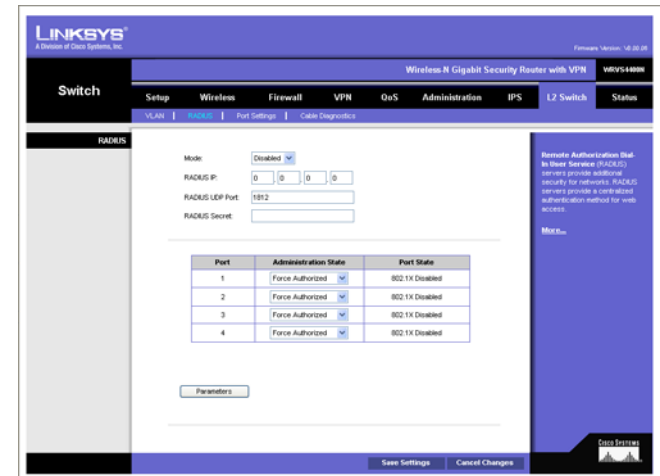 LINKSYS®
A Division of Cisco Systems, Inc.
Wireless-N Gigabit Security Router with VPN WRVS4400N
Switch
Setup Wireless Firewall VPN QoS Administration IPS L2 Switch Status
VLAN | RADIUS | Port Settings | Cable Diagnostics
RADIUS
Mode: Disabled
RADIUS IP: 0 . 0 . 0 . 0
RADIUS UDP Port: 1812
RADIUS Secret:
Port Administration State Port State
1 Force Authorized 802.1X Disabled
2 Force Authorized 802.1X Disabled
3 Force Authorized 802.1X Disabled
4 Force Authorized 802.1X Disabled
Parameters
Remote Authorization Dial-
In User Service (RADIUS)
servers provide additional
security for networks. RADIUS
servers provide a centralized
authentication method for web
access.
More...
Save Settings Cancel Changes
CISCO SYSTEMS